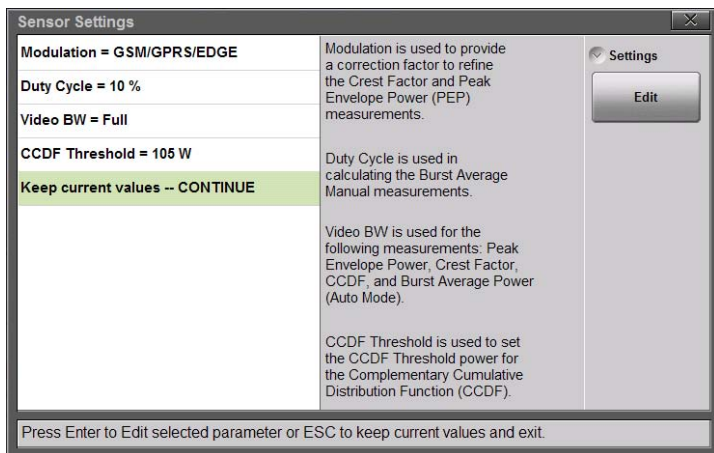 Sensor Settings
Modulation = GSM/GPRS/EDGE
Duty Cycle = 10 %
Video BW = Full
CCDF Threshold = 105 W
Keep current values -- CONTINUE
Modulation is used to provide
a correction factor to refine
the Crest Factor and Peak
Envelope Power (PEP)
measurements.
Duty Cycle is used in
calculating the Burst Average
Manual measurements.
Video BW is used for the
following measurements: Peak
Envelope Power, Crest Factor,
CCDF, and Burst Average Power
(Auto Mode).
CCDF Threshold is used to set
the CCDF Threshold power for
the Complementary Cumulative
Distribution Function (CCDF).
Settings
Edit
Press Enter to Edit selected parameter or ESC to keep current values and exit.